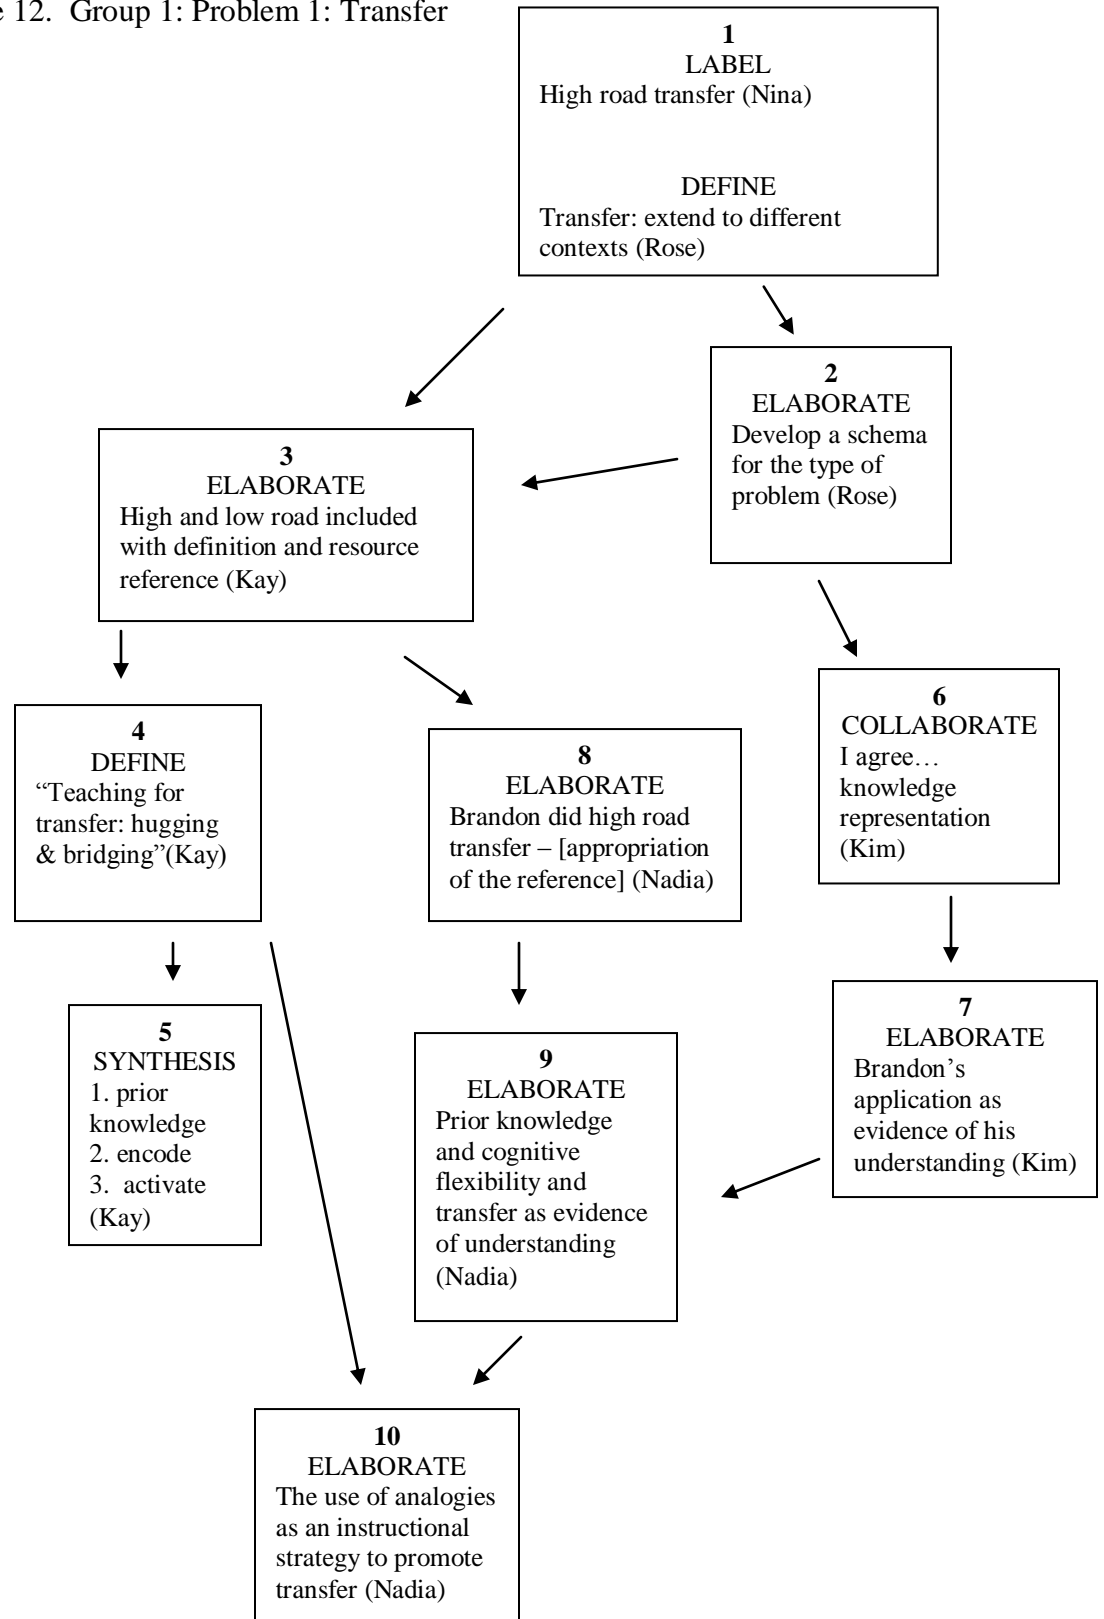 e 12.  Group 1: Problem 1: Transfer
1
LABEL
High road transfer (Nina)
DEFINE
Transfer: extend to different
contexts (Rose)
2
ELABORATE
Develop a schema
for the type of
problem (Rose)
3
ELABORATE
High and low road included
with definition and resource
reference (Kay)
4
DEFINE
“Teaching for
transfer: hugging
& bridging”(Kay)
8
ELABORATE
Brandon did high road
transfer – [appropriation
of the reference] (Nadia)
6
COLLABORATE
I agree…
knowledge
representation
(Kim)
5
SYNTHESIS
1. prior
knowledge
2. encode
3.  activate
(Kay)
9
ELABORATE
Prior knowledge
and cognitive
flexibility and
transfer as evidence
of understanding
(Nadia)
7
ELABORATE
Brandon’s
application as
evidence of his
understanding (Kim)
10
ELABORATE
The use of analogies
as an instructional
strategy to promote
transfer (Nadia)